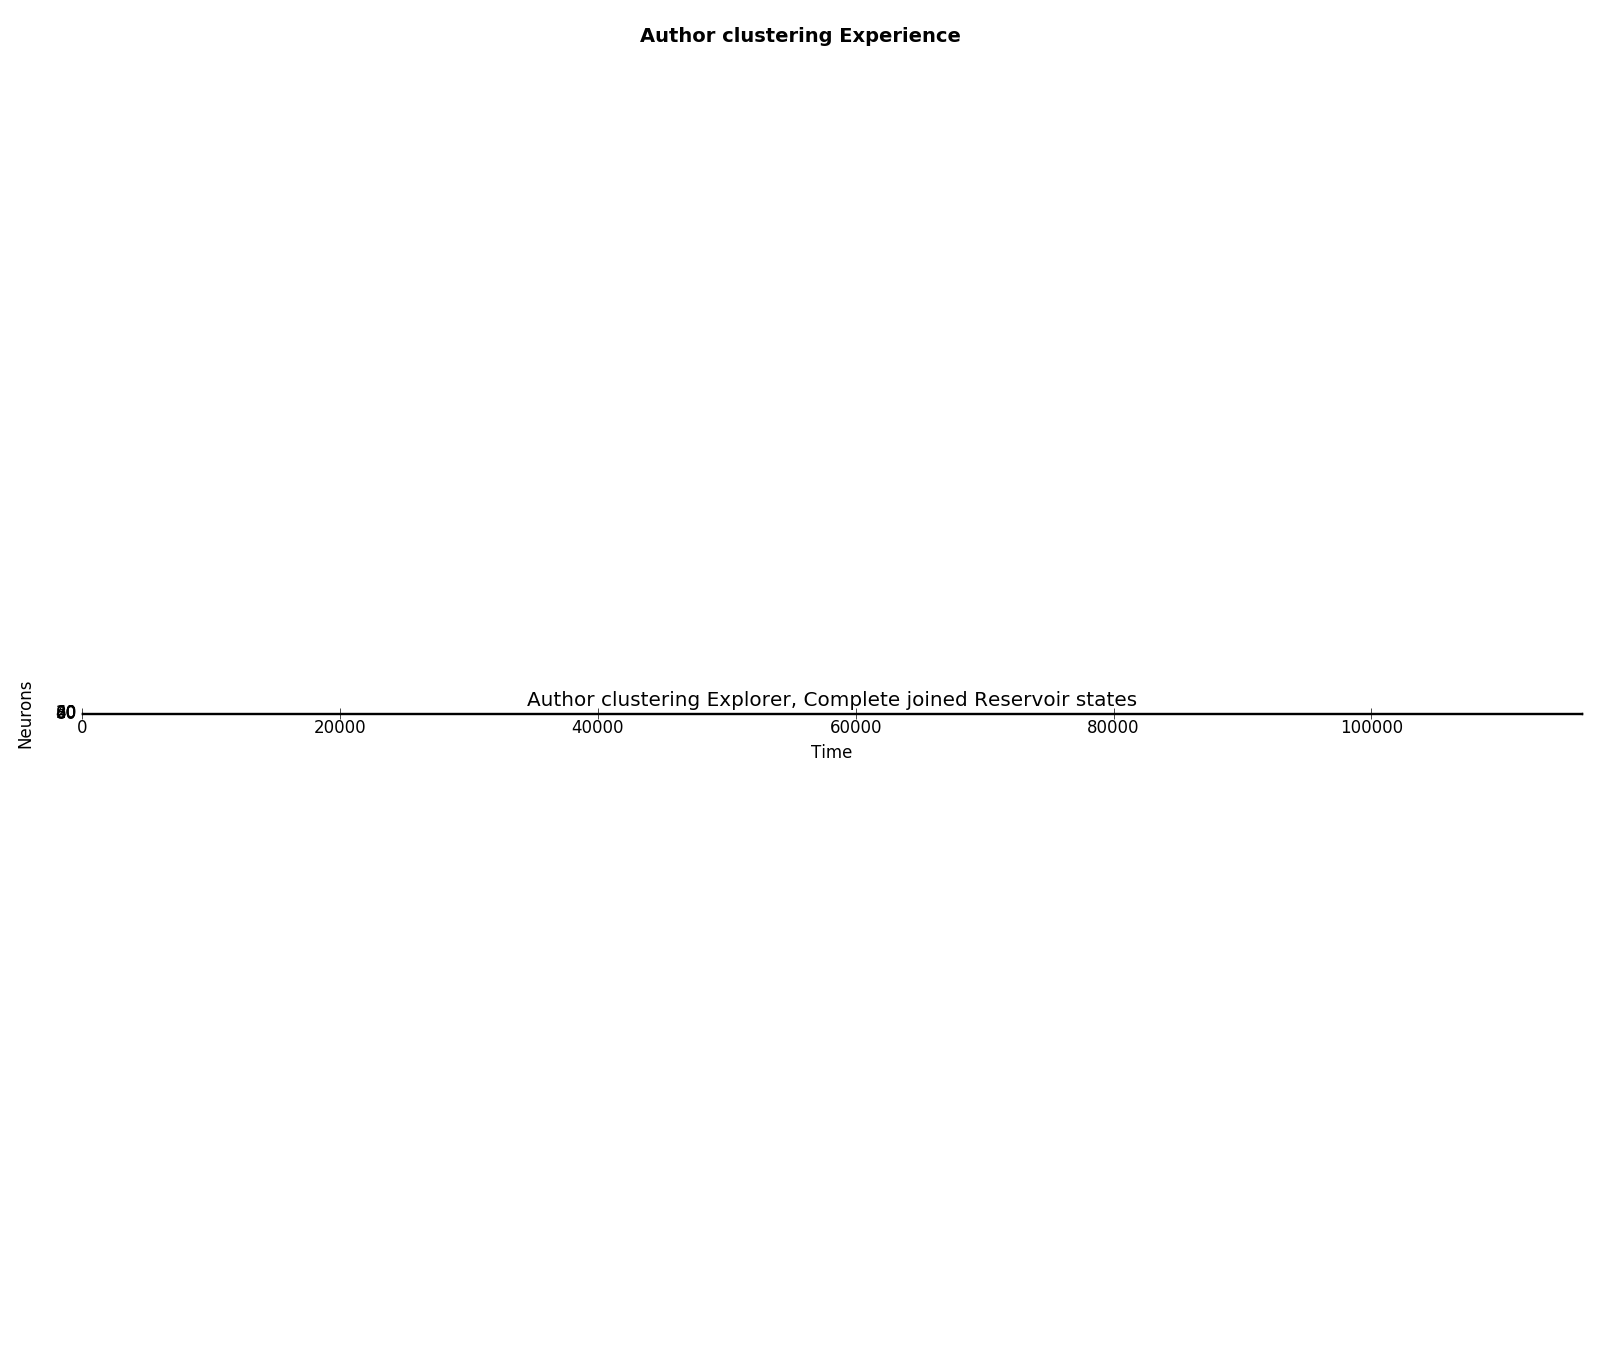 Author clustering Experience
Author clustering Explorer, Complete joined Reservoir states
Neurons
0 20000 40000 60000 80000 100000
Time